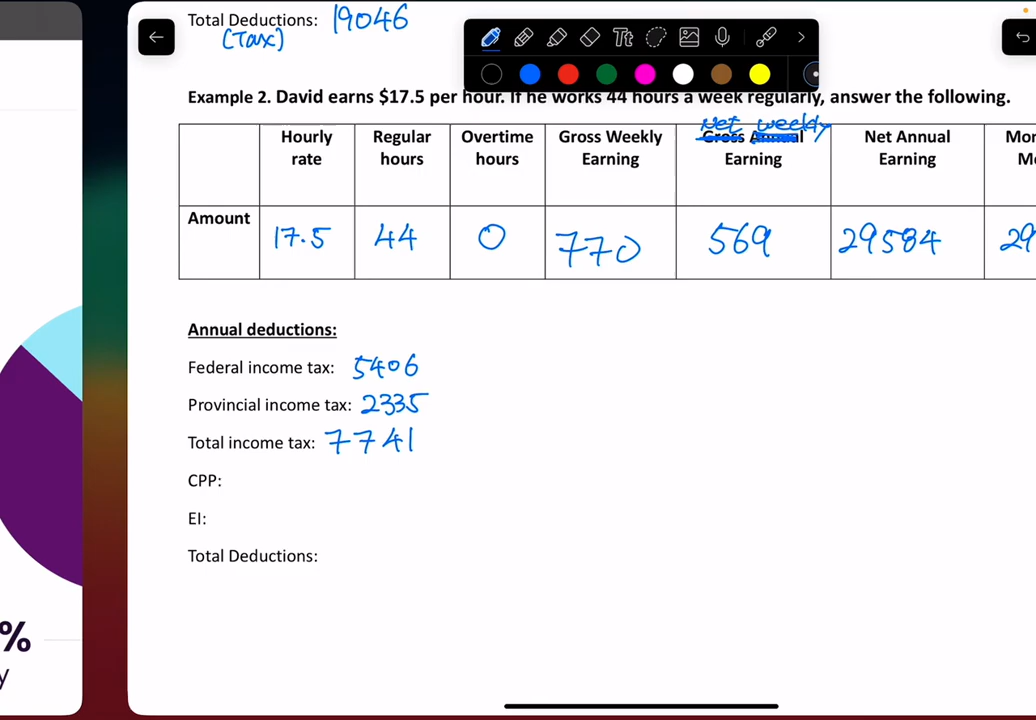 Total Deductions: 19046
(Tax)
Example 2. David earns $17.5 per hour. If he works 44 hours a week regularly, answer the following.
Net weekly
Hourly rate Regular hours Overtime hours Gross Weekly Earning Gross Annual Earning Net Annual Earning Mon
Amount 17.5 44 0 770 569 29584 29
Annual deductions:
Federal income tax: 5406
Provincial income tax: 2335
Total income tax: 7741
CPP:
EI:
Total Deductions:
%
y
Tt